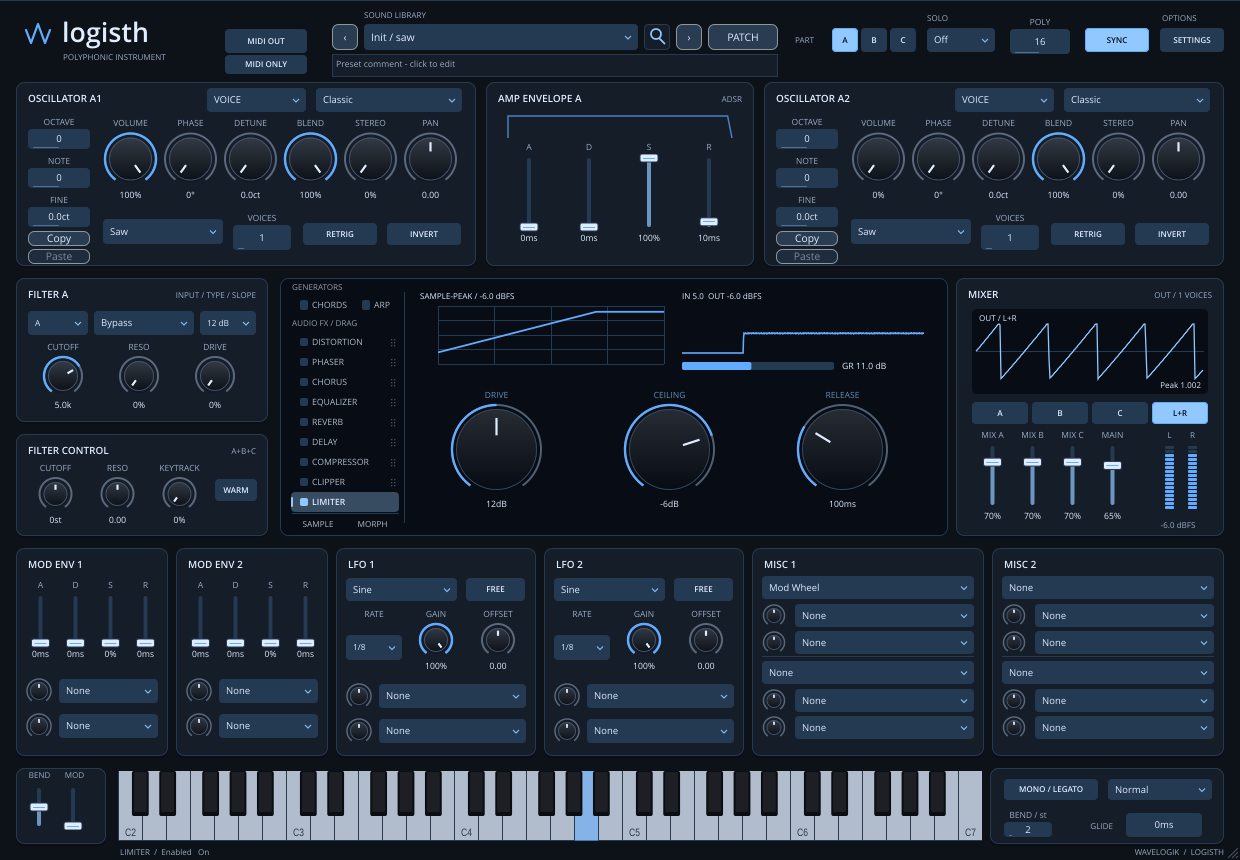 logisth
POLYPHONIC INSTRUMENT
MIDI OUT
MIDI ONLY
SOUND LIBRARY
‹ Init / saw › PATCH
Preset comment - click to edit
PART A B C
SOLO
Off
POLY
16
SYNC
OPTIONS
SETTINGS
OSCILLATOR A1 VOICE Classic
OCTAVE VOLUME PHASE DETUNE BLEND STEREO PAN
0
NOTE
0
100% 0° 0.0ct 100% 0% 0.00
FINE
0.0ct
Copy
Paste
Saw
VOICES
1
RETRIG INVERT
AMP ENVELOPE A ADSR
A D S R
0ms 0ms 100% 10ms
OSCILLATOR A2 VOICE Classic
OCTAVE VOLUME PHASE DETUNE BLEND STEREO PAN
0
NOTE
0
0% 0° 0.0ct 100% 0% 0.00
FINE
0.0ct
Copy
Paste
Saw
VOICES
1
RETRIG INVERT
FILTER A INPUT / TYPE / SLOPE
A Bypass 12 dB
CUTOFF RESO DRIVE
5.0k 0% 0%
FILTER CONTROL A+B+C
CUTOFF RESO KEYTRACK
WARM
0st 0.00 0%
GENERATORS
CHORDS ARP
AUDIO FX / DRAG
DISTORTION
PHASER
CHORUS
EQUALIZER
REVERB
DELAY
COMPRESSOR
CLIPPER
LIMITER
SAMPLE MORPH
SAMPLE-PEAK / -6.0 dBFS
IN 5.0 OUT -6.0 dBFS
GR 11.0 dB
DRIVE CEILING RELEASE
12dB -6dB 100ms
MIXER OUT / 1 VOICES
OUT / L+R
Peak 1.002
A B C L+R
MIX A MIX B MIX C MAIN L R
70% 70% 70% 65%
-6.0 dBFS
MOD ENV 1
A D S R
0ms 0ms 0% 0ms
None
None
MOD ENV 2
A D S R
0ms 0ms 0% 0ms
None
None
LFO 1
Sine FREE
RATE GAIN OFFSET
1/8
100% 0.00
None
None
LFO 2
Sine FREE
RATE GAIN OFFSET
1/8
100% 0.00
None
None
MISC 1
Mod Wheel
None
None
None
None
None
MISC 2
None
None
None
None
None
None
BEND MOD
C2 C3 C4 C5 C6 C7
MONO / LEGATO Normal
BEND / st
2
GLIDE 0ms
LIMITER / Enabled On
WAVELOGIK / LOGISTH